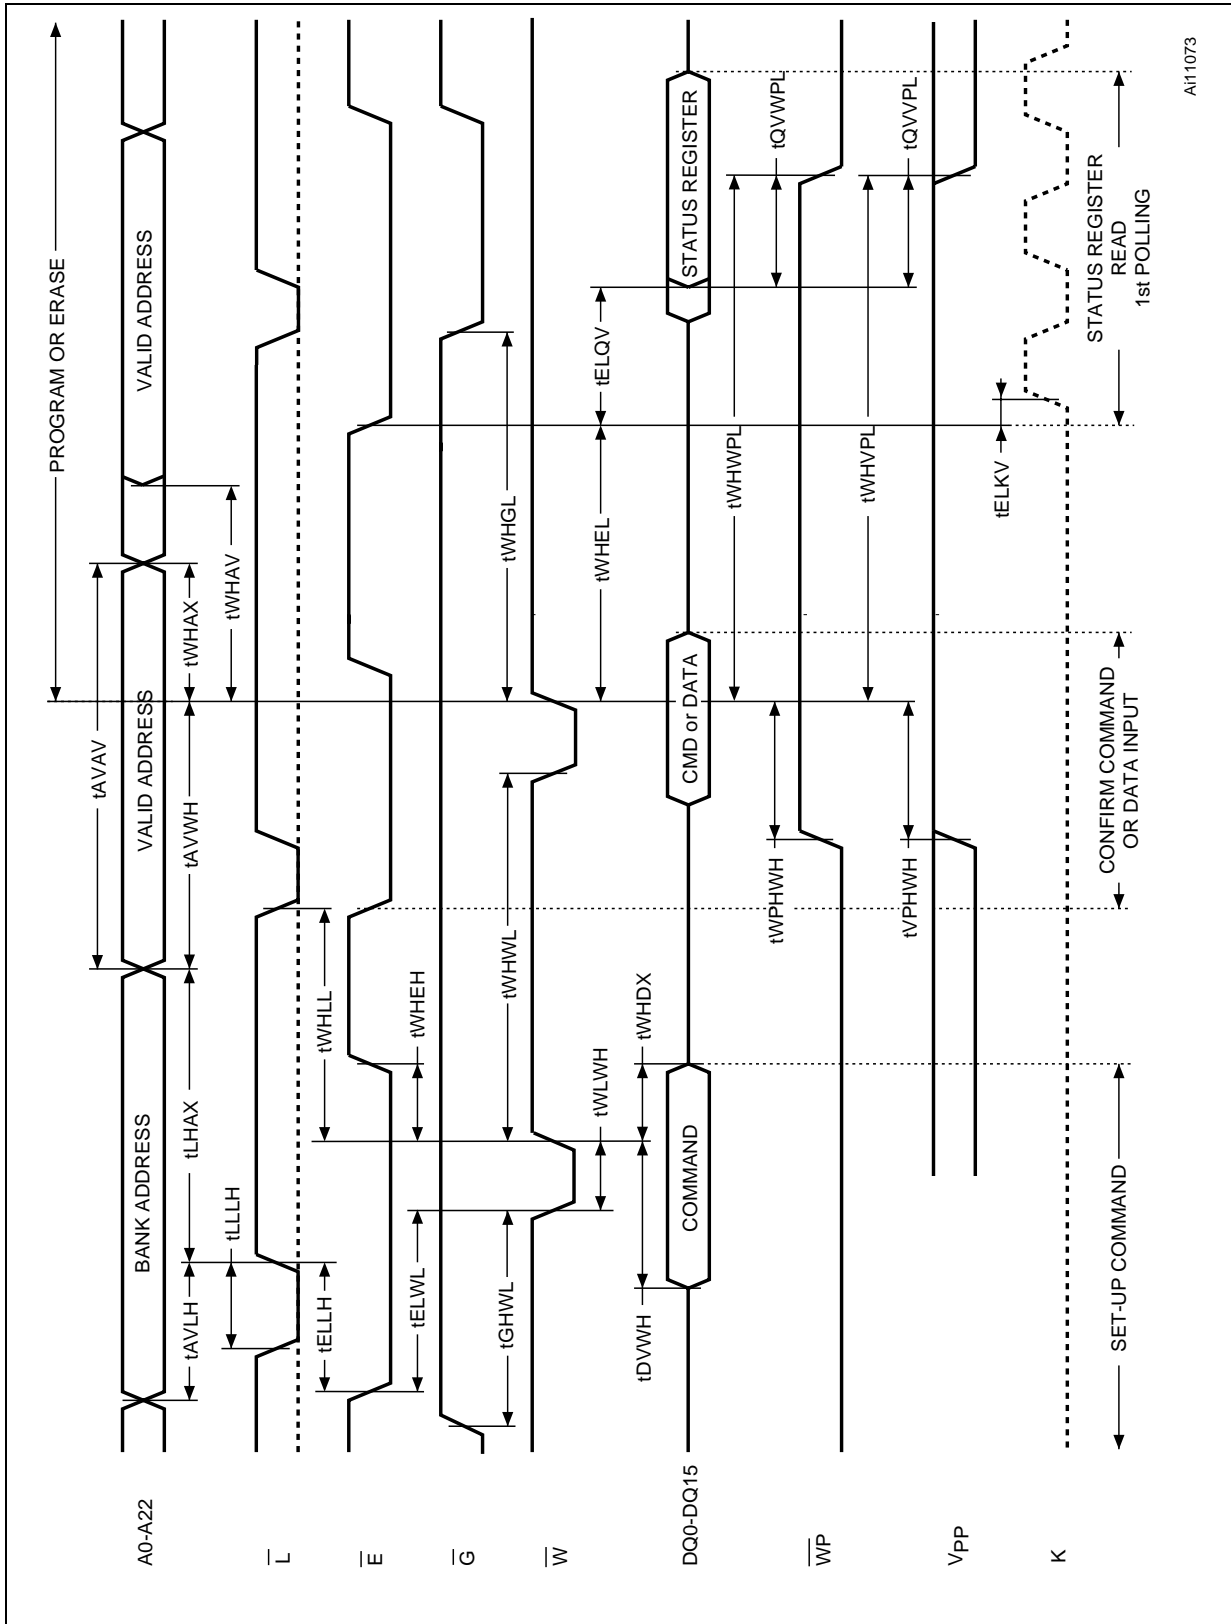 PROGRAM OR ERASE
tAVAV
A0-A22
BANK ADDRESS
VALID ADDRESS
VALID ADDRESS
tAVLH
tLHAX
tAVWH
tWHAX
tLLLH
tWHAV
L
tELLH
tWHLL
E
tELWL
tWHEH
G
tGHWL
tWHWL
tWHGL
W
tWLWH
tWHEL
tELQV
tDVWH
tWHDX
DQ0-DQ15
COMMAND
CMD or DATA
STATUS REGISTER
tWHWPL
tWPHWH
tQVWPL
WP
tWHVPL
tVPHWH
tQVVPL
VPP
tELKV
K
SET-UP COMMAND
CONFIRM COMMAND
OR DATA INPUT
STATUS REGISTER
READ
1st POLLING
Ai11073